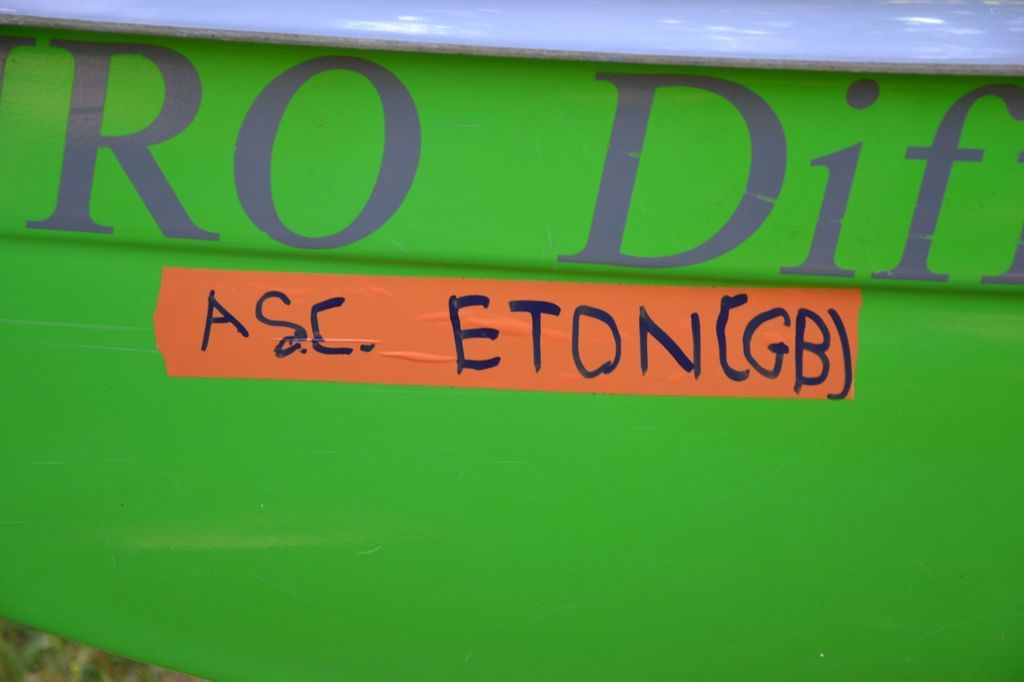 RO Dif
A.S.C. ETON (GB)